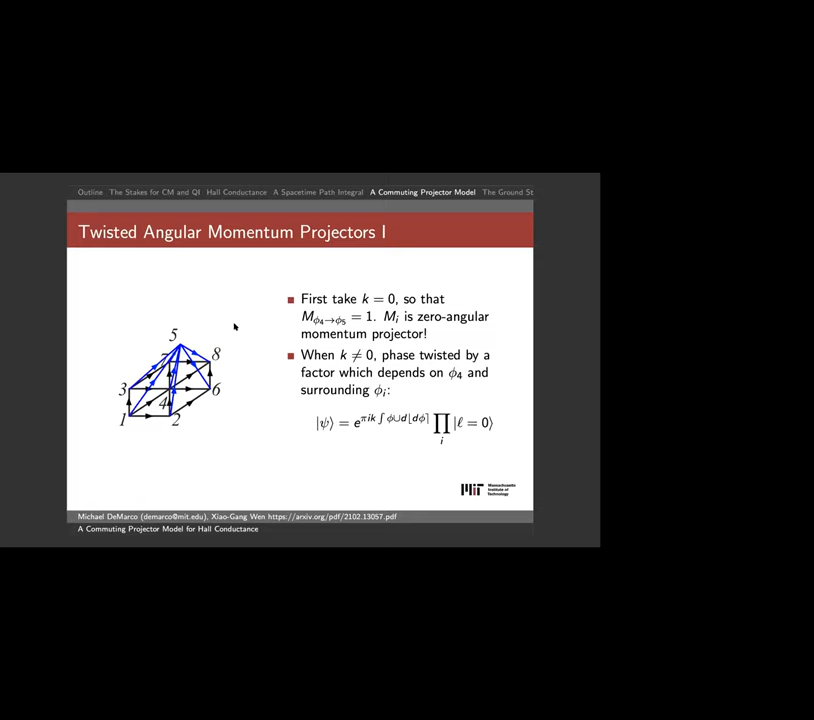 Outline The Stakes for CM and QI Hall Conductance A Spacetime Path Integral A Commuting Projector Model The Ground St
Twisted Angular Momentum Projectors I
First take k = 0, so that
M_{ϕ₄→ϕ₅} = 1. M_i is zero-angular
momentum projector!
When k ≠ 0, phase twisted by a
factor which depends on ϕ₄ and
surrounding ϕ_i:
|ψ⟩ = e^{πik ∫ ϕ∪d⌊dϕ⌉} ∏_i |ℓ = 0⟩
5
7 8
3 4 6
1 2
Massachusetts
Institute of
Technology
Michael DeMarco (demarco@mit.edu), Xiao-Gang Wen https://arxiv.org/pdf/2102.13057.pdf
A Commuting Projector Model for Hall Conductance